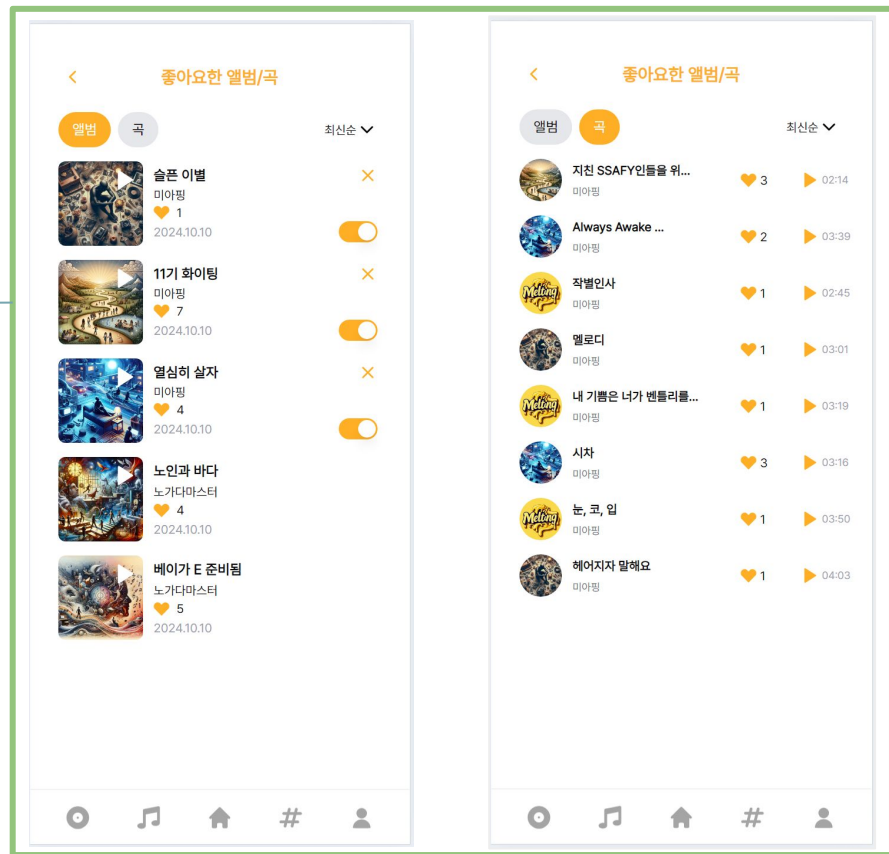 좋아요한 앨범/곡
앨범 곡 최신순
슬픈 이별
미아핑
1
2024.10.10
11기 화이팅
미아핑
7
2024.10.10
열심히 살자
미아핑
4
2024.10.10
노인과 바다
노가다마스터
4
2024.10.10
베이가 E 준비됨
노가다마스터
5
2024.10.10
좋아요한 앨범/곡
앨범 곡 최신순
지친 SSAFY인들을 위...
미아핑
3 02:14
Always Awake ...
미아핑
2 03:39
Melong
작별인사
미아핑
1 02:45
멜로디
미아핑
1 03:01
Melong
내 기쁨은 너가 벤틀리를...
미아핑
1 03:19
시차
미아핑
3 03:16
Melong
눈, 코, 입
미아핑
1 03:50
헤어지자 말해요
미아핑
1 04:03